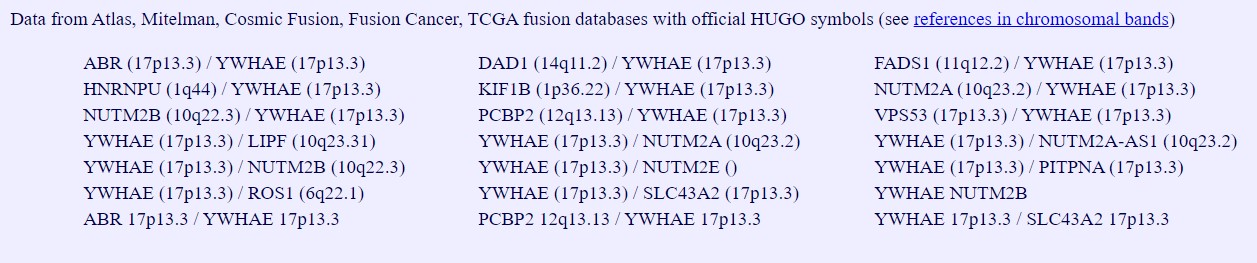 Data from Atlas, Mitelman, Cosmic Fusion, Fusion Cancer, TCGA fusion databases with official HUGO symbols (see references in chromosomal bands)
ABR (17p13.3) / YWHAE (17p13.3) DAD1 (14q11.2) / YWHAE (17p13.3) FADS1 (11q12.2) / YWHAE (17p13.3)
HNRNPU (1q44) / YWHAE (17p13.3) KIF1B (1p36.22) / YWHAE (17p13.3) NUTM2A (10q23.2) / YWHAE (17p13.3)
NUTM2B (10q22.3) / YWHAE (17p13.3) PCBP2 (12q13.13) / YWHAE (17p13.3) VPS53 (17p13.3) / YWHAE (17p13.3)
YWHAE (17p13.3) / LIPF (10q23.31) YWHAE (17p13.3) / NUTM2A (10q23.2) YWHAE (17p13.3) / NUTM2A-AS1 (10q23.2)
YWHAE (17p13.3) / NUTM2B (10q22.3) YWHAE (17p13.3) / NUTM2E () YWHAE (17p13.3) / PITPNA (17p13.3)
YWHAE (17p13.3) / ROS1 (6q22.1) YWHAE (17p13.3) / SLC43A2 (17p13.3) YWHAE NUTM2B
ABR 17p13.3 / YWHAE 17p13.3 PCBP2 12q13.13 / YWHAE 17p13.3 YWHAE 17p13.3 / SLC43A2 17p13.3